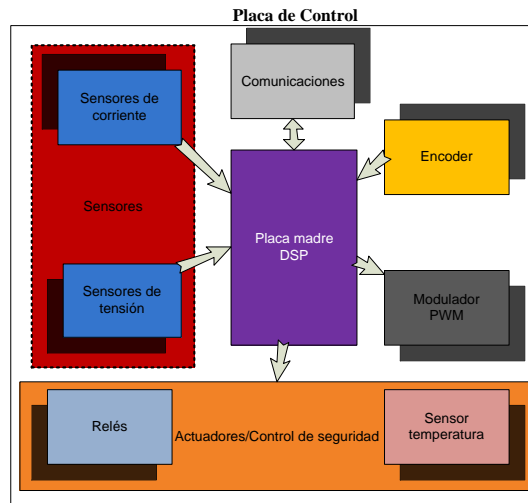 Placa de Control
Comunicaciones
Sensores de
corriente
Encoder
Sensores
Placa madre
DSP
Sensores de
tensión
Modulador
PWM
Relés
Actuadores/Control de seguridad
Sensor
temperatura